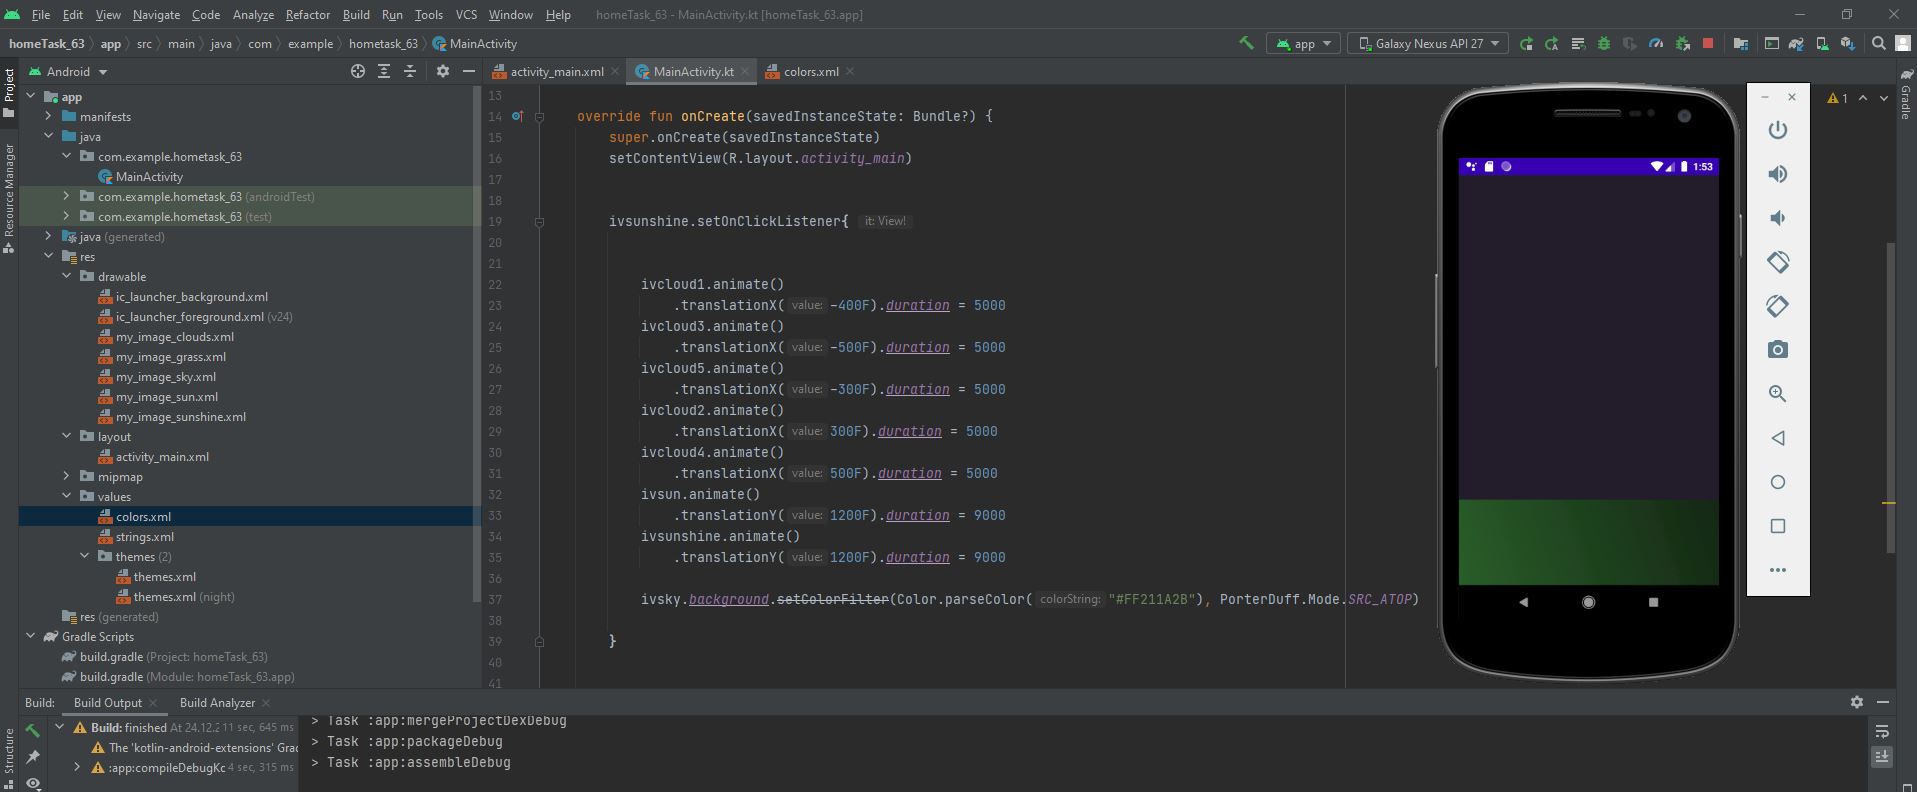 File Edit View Navigate Code Analyze Refactor Build Run Tools VCS Window Help homeTask_63 - MainActivity.kt [homeTask_63.app]
homeTask_63 app src main java com example hometask_63 MainActivity app Galaxy Nexus API 27
Project
Resource Manager
Structure
Gradle
Android
app
manifests
java
com.example.hometask_63
MainActivity
com.example.hometask_63 (androidTest)
com.example.hometask_63 (test)
java (generated)
res
drawable
ic_launcher_background.xml
ic_launcher_foreground.xml (v24)
my_image_clouds.xml
my_image_grass.xml
my_image_sky.xml
my_image_sun.xml
my_image_sunshine.xml
layout
activity_main.xml
mipmap
values
colors.xml
strings.xml
themes (2)
themes.xml
themes.xml (night)
res (generated)
Gradle Scripts
build.gradle (Project: homeTask_63)
build.gradle (Module: homeTask_63.app)
activity_main.xml MainActivity.kt colors.xml
13
14 override fun onCreate(savedInstanceState: Bundle?) {
15 super.onCreate(savedInstanceState)
16 setContentView(R.layout.activity_main)
17
18
19 ivsunshine.setOnClickListener{ it: View!
20
21
22 ivcloud1.animate()
23 .translationX( value: -400F).duration = 5000
24 ivcloud3.animate()
25 .translationX( value: -500F).duration = 5000
26 ivcloud5.animate()
27 .translationX( value: -300F).duration = 5000
28 ivcloud2.animate()
29 .translationX( value: 300F).duration = 5000
30 ivcloud4.animate()
31 .translationX( value: 500F).duration = 5000
32 ivsun.animate()
33 .translationY( value: 1200F).duration = 9000
34 ivsunshine.animate()
35 .translationY( value: 1200F).duration = 9000
36
37 ivsky.background.setColorFilter(Color.parseColor( colorString: "#FF211A2B"), PorterDuff.Mode.SRC_ATOP)
38
39 }
40
41
1
1:53
Build: Build Output Build Analyzer
Build: finished At 24.12.2 11 sec, 645 ms
The 'kotlin-android-extensions' Grac
:app:compileDebugKc 4 sec, 315 ms
> Task :app:mergeProjectDexDebug
> Task :app:packageDebug
> Task :app:assembleDebug